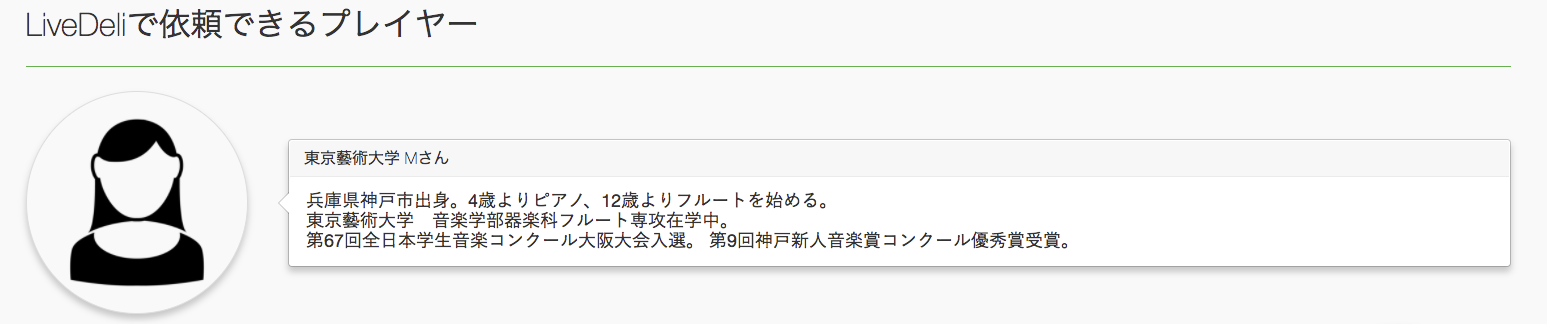 LiveDeliで依頼できるプレイヤー
東京藝術大学 Mさん
兵庫県神戸市出身。4歳よりピアノ、12歳よりフルートを始める。
東京藝術大学　音楽学部器楽科フルート専攻在学中。
第67回全日本学生音楽コンクール大阪大会入選。 第9回神戸新人音楽賞コンクール優秀賞受賞。